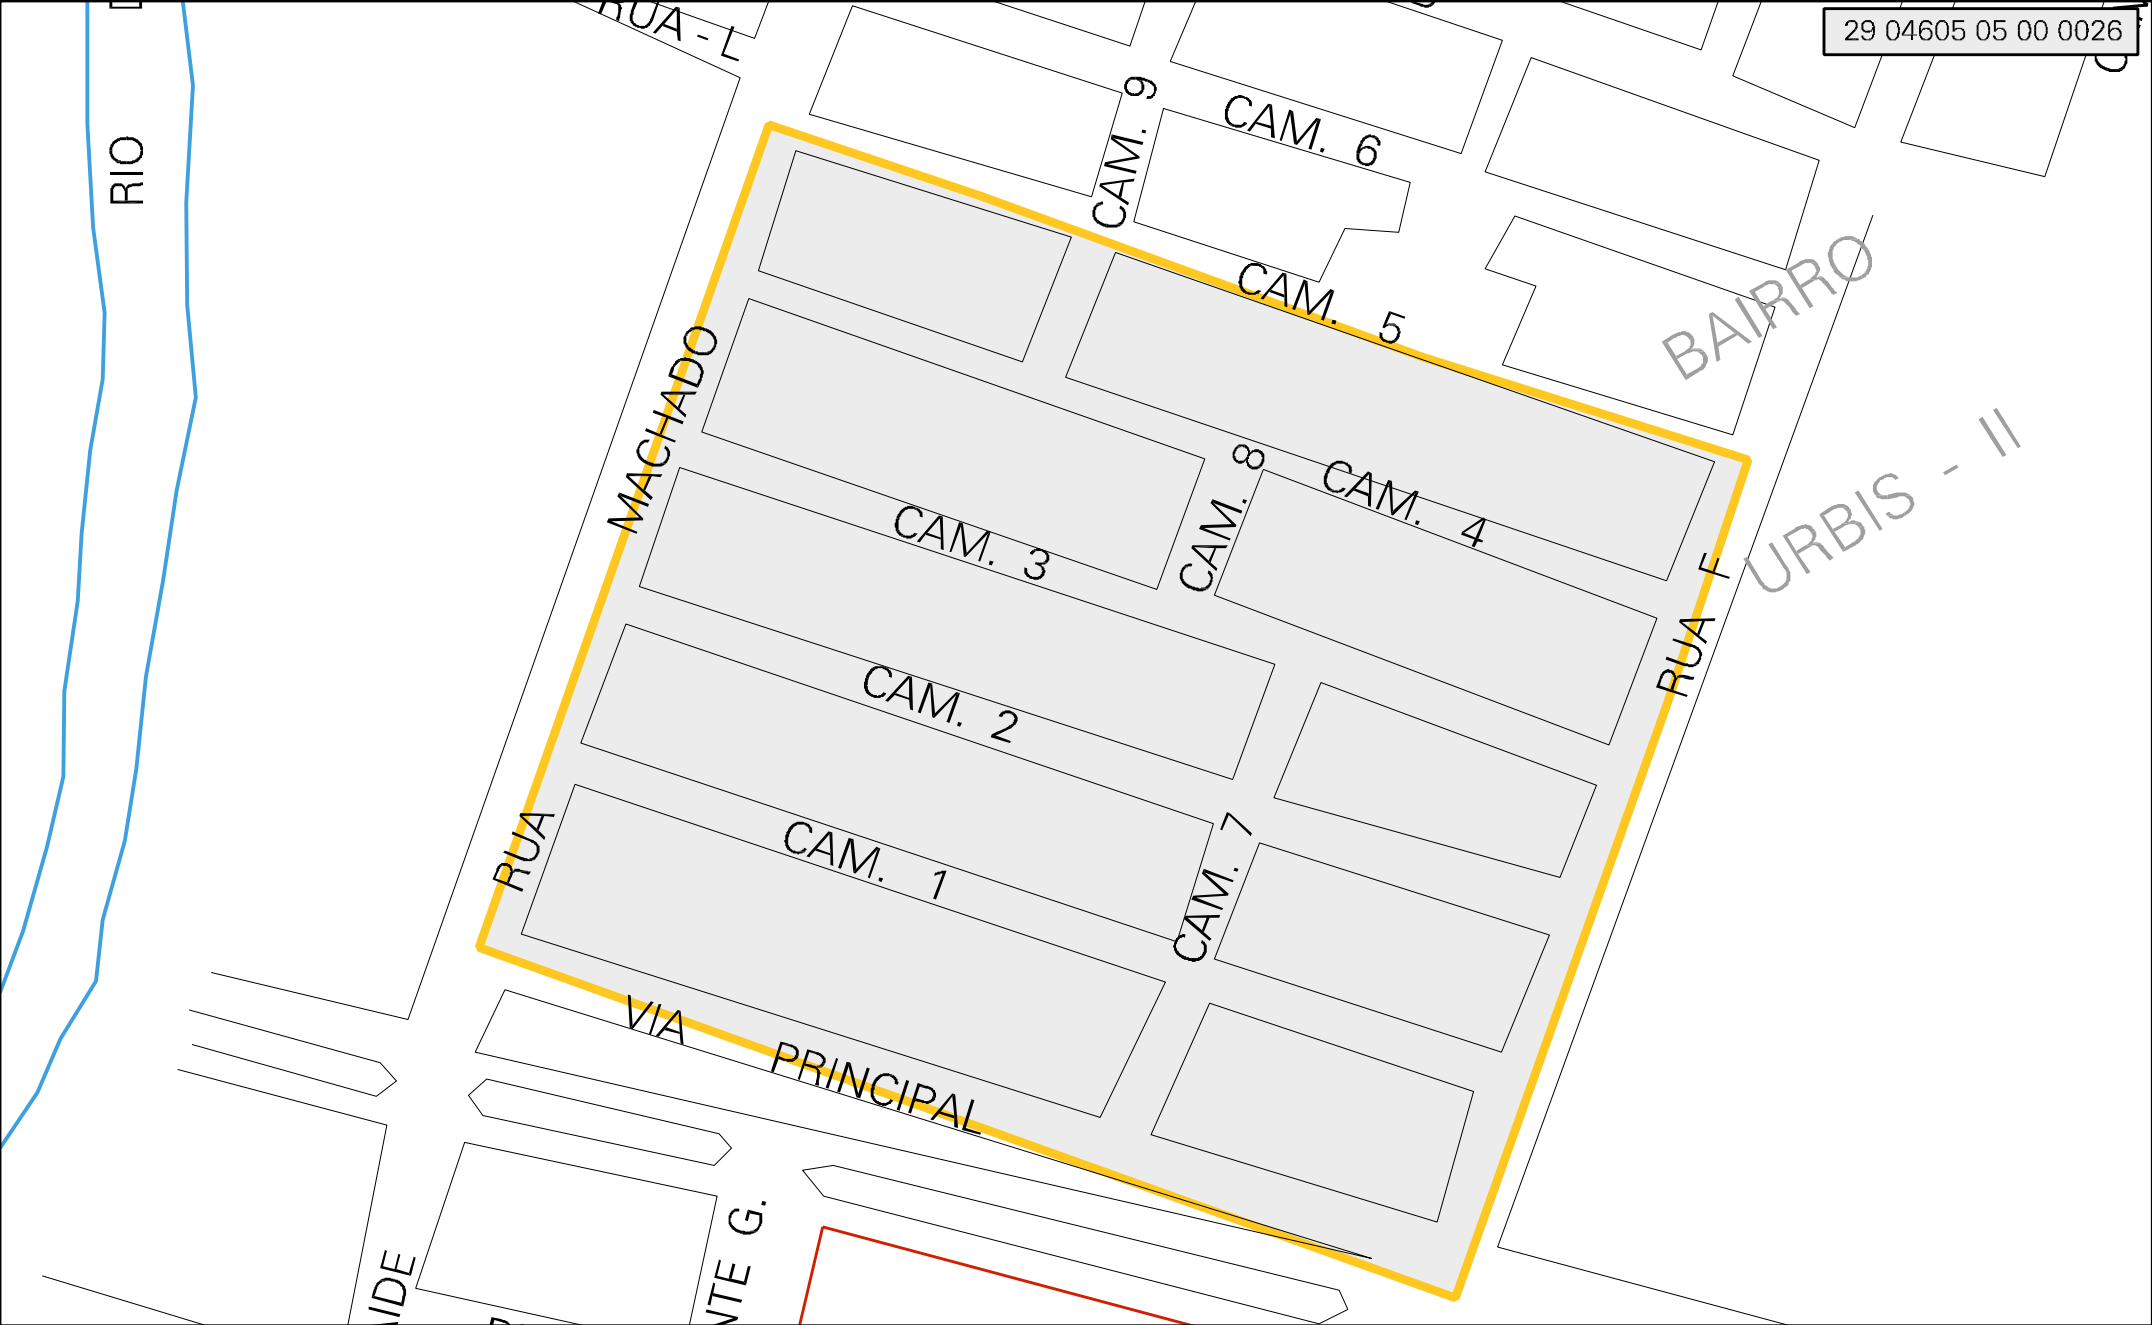 29 04605 05 00 0026
RUA - L
RIO
CAM. 9
CAM. 6
CAM. 5
BAIRRO
URBIS - II
RUA MACHADO
CAM. 8
CAM. 4
CAM. 3
RUA F
CAM. 2
CAM. 7
CAM. 1
VIA PRINCIPAL